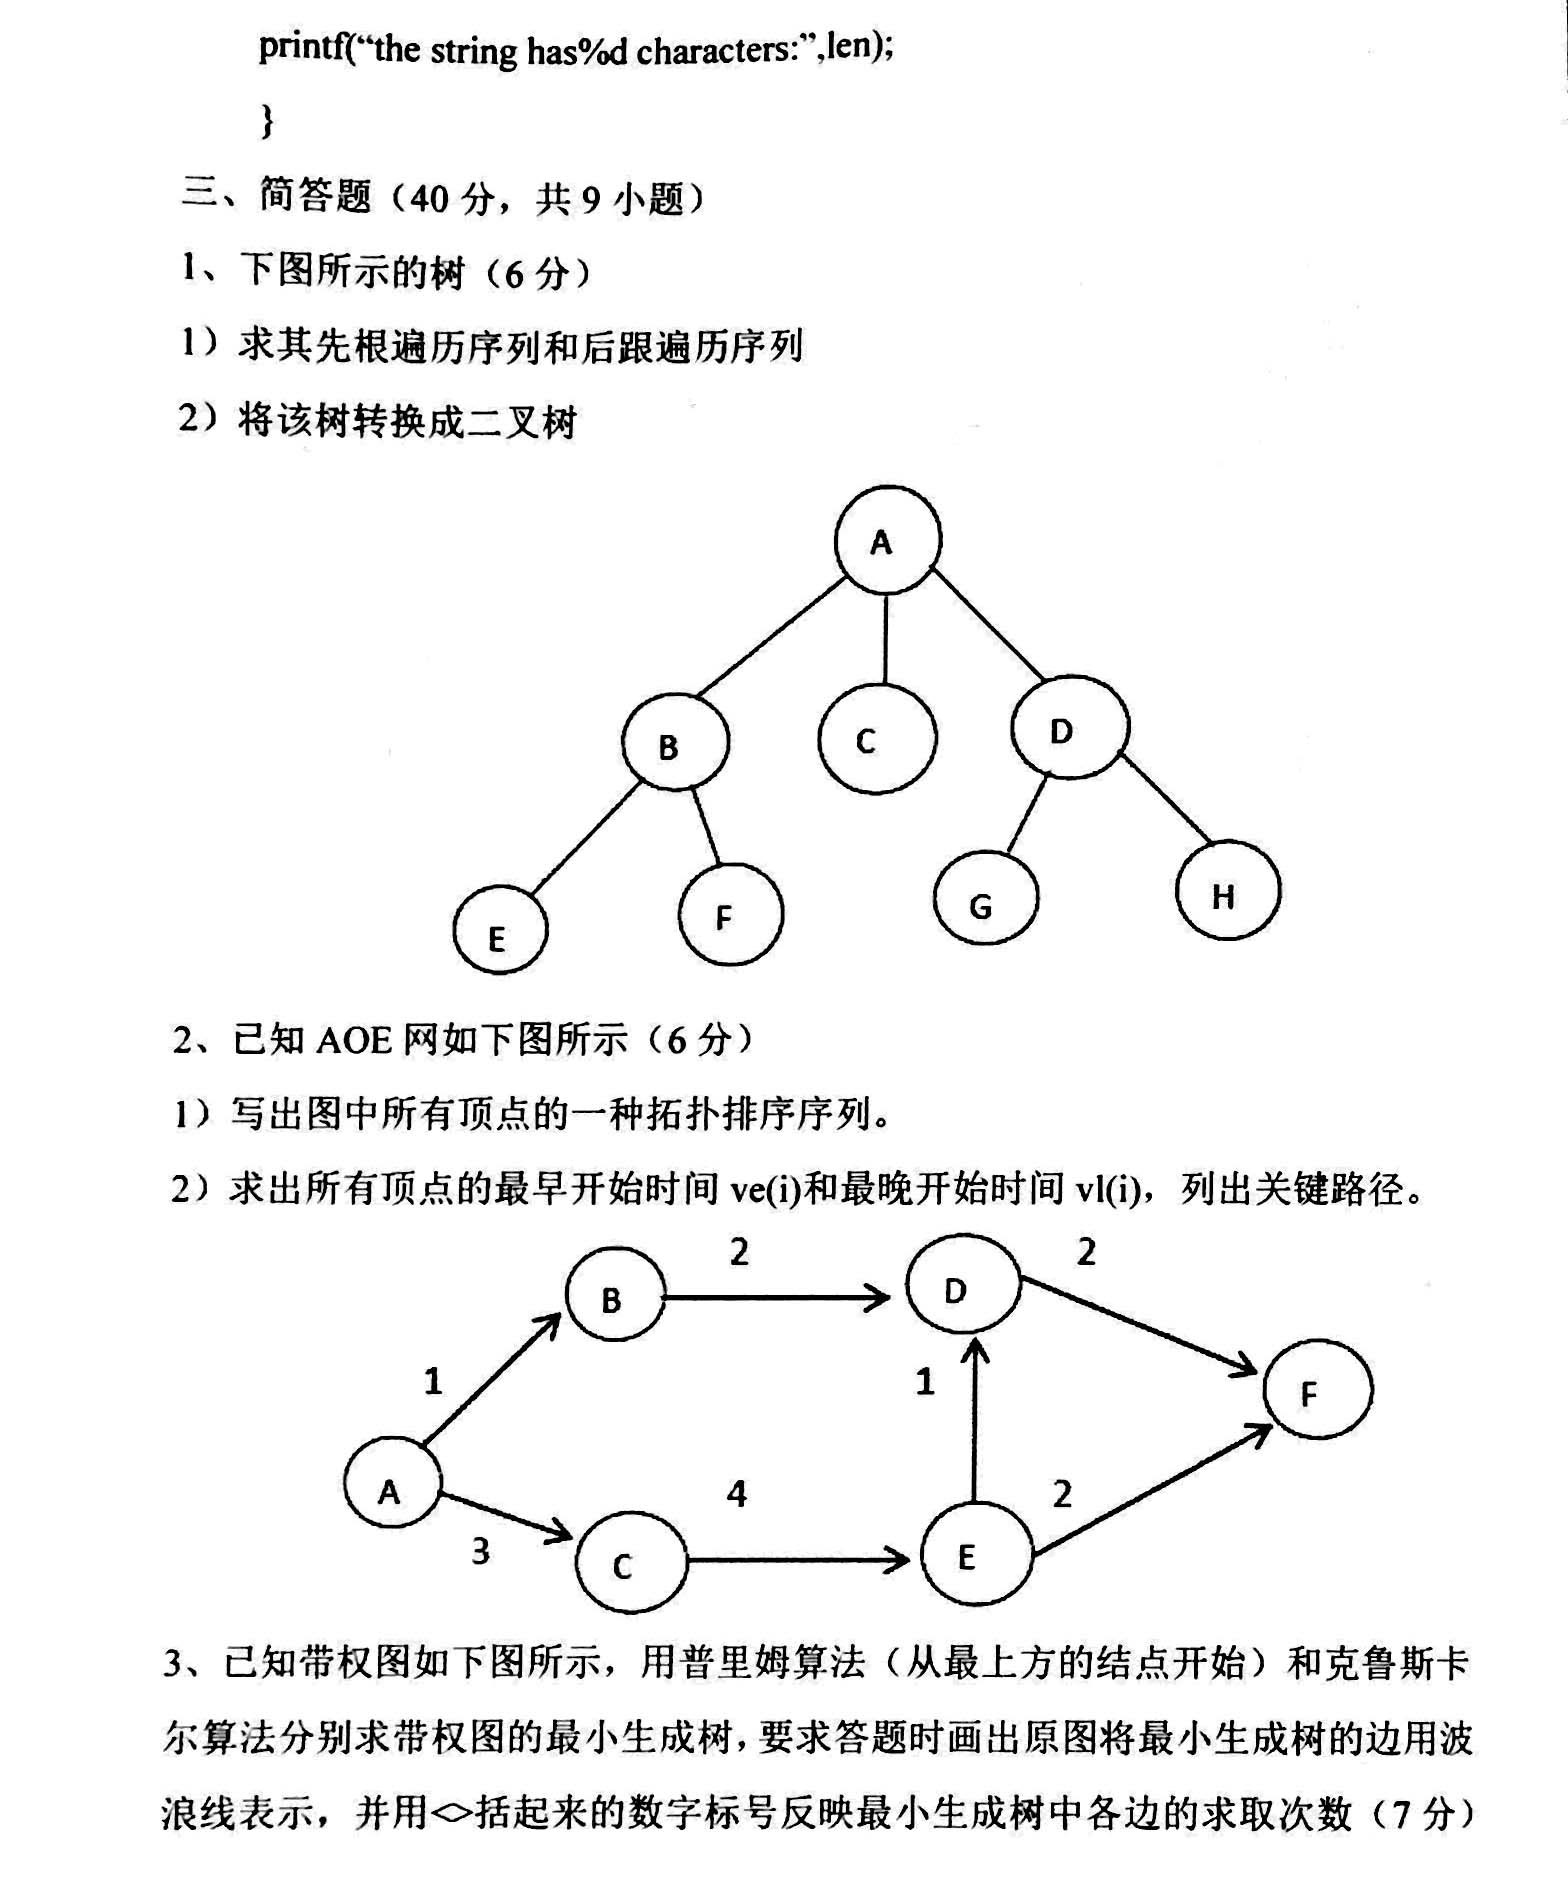 printf(“the string has%d characters:”,len);
}
三、简答题（40 分，共 9 小题）
1、下图所示的树（6 分）
1）求其先根遍历序列和后跟遍历序列
2）将该树转换成二叉树
A
B
C
D
E
F
G
H
2、已知 AOE 网如下图所示（6 分）
1）写出图中所有顶点的一种拓扑排序序列。
2）求出所有顶点的最早开始时间 ve(i)和最晚开始时间 vl(i)，列出关键路径。
2
2
B
D
1
1
F
A
4
2
3
C
E
3、已知带权图如下图所示，用普里姆算法（从最上方的结点开始）和克鲁斯卡
尔算法分别求带权图的最小生成树，要求答题时画出原图将最小生成树的边用波
浪线表示，并用<>括起来的数字标号反映最小生成树中各边的求取次数（7 分）